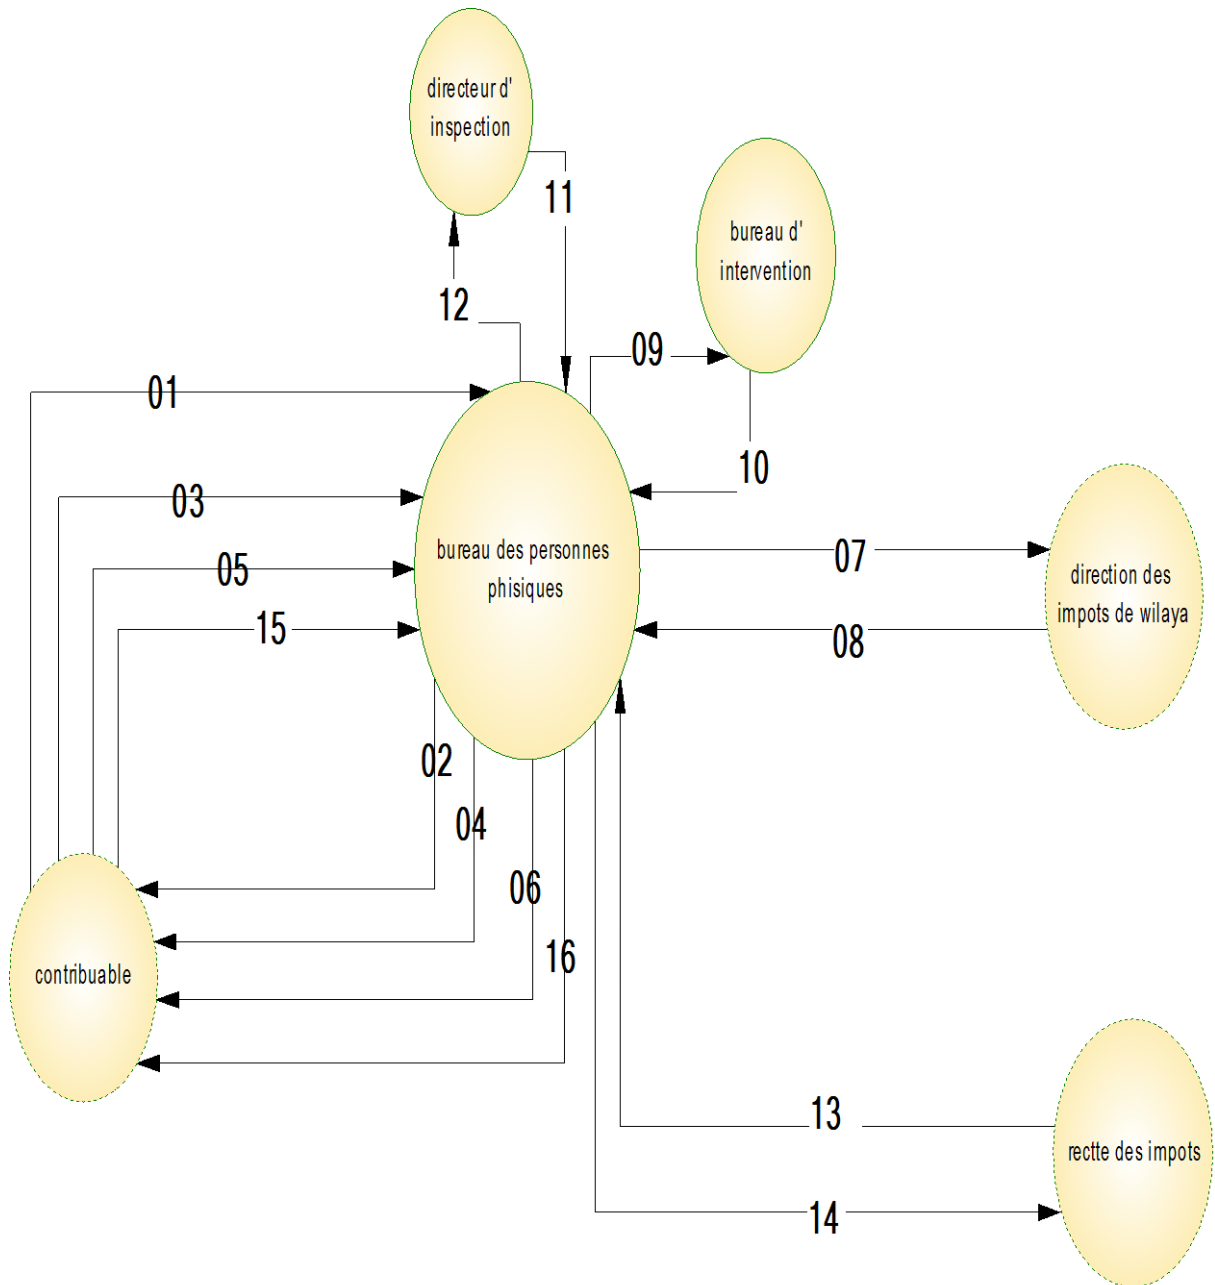 directeur d'
inspection
11
bureau d'
intervention
12
09
01
10
03
bureau des personnes
phisiques
05
07
direction des
impots de wilaya
15
08
02
04
06
16
contribuable
13
rectte des impots
14